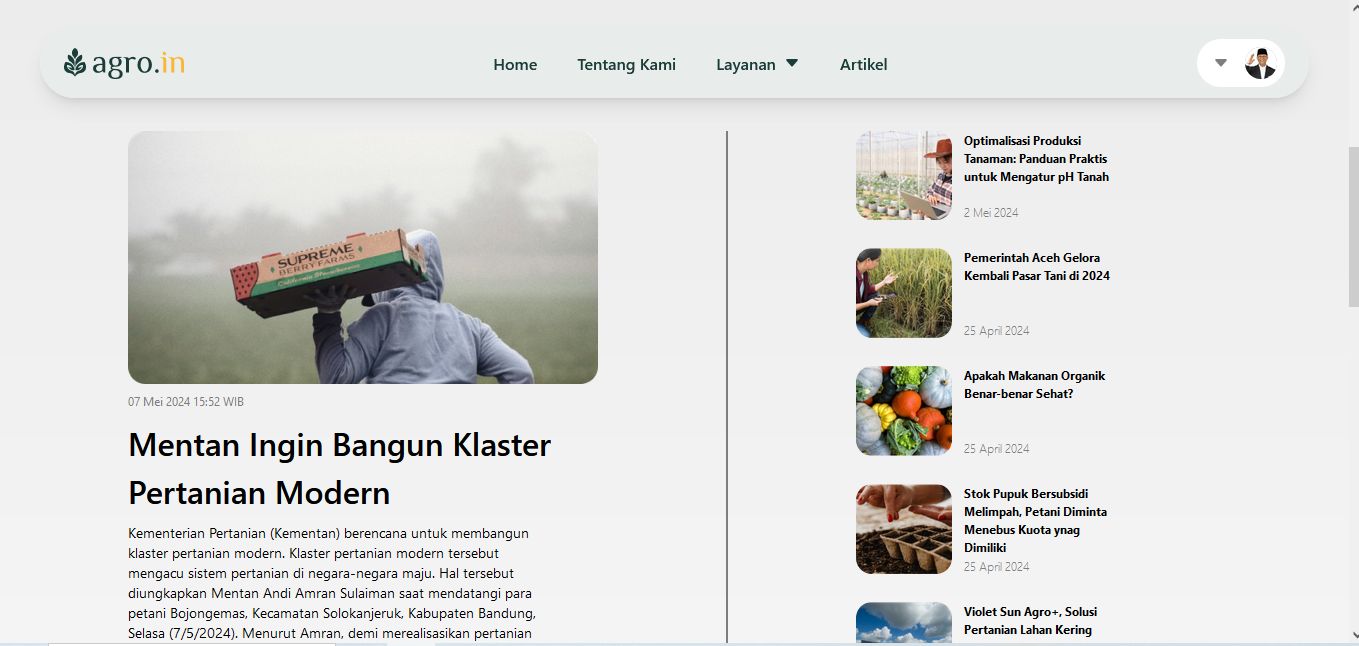 agro.in
Home
Tentang Kami
Layanan
Artikel
SUPREME
BERRY FARMS
California Strawberries
07 Mei 2024 15:52 WIB
Mentan Ingin Bangun Klaster
Pertanian Modern
Kementerian Pertanian (Kementan) berencana untuk membangun
klaster pertanian modern. Klaster pertanian modern tersebut
mengacu sistem pertanian di negara-negara maju. Hal tersebut
diungkapkan Mentan Andi Amran Sulaiman saat mendatangi para
petani Bojongemas, Kecamatan Solokanjeruk, Kabupaten Bandung,
Selasa (7/5/2024). Menurut Amran, demi merealisasikan pertanian
Optimalisasi Produksi
Tanaman: Panduan Praktis
untuk Mengatur pH Tanah
2 Mei 2024
Pemerintah Aceh Gelora
Kembali Pasar Tani di 2024
25 April 2024
Apakah Makanan Organik
Benar-benar Sehat?
25 April 2024
Stok Pupuk Bersubsidi
Melimpah, Petani Diminta
Menebus Kuota ynag
Dimiliki
25 April 2024
Violet Sun Agro+, Solusi
Pertanian Lahan Kering